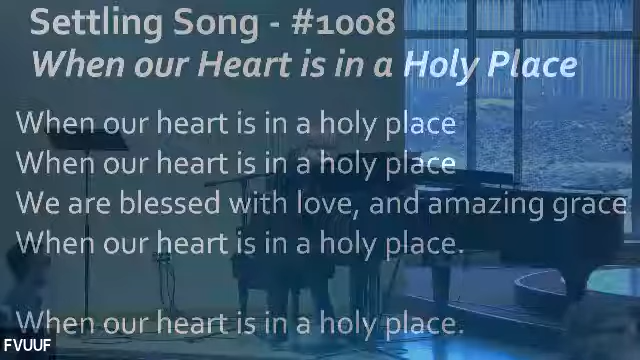 Settling Song - #1008
When our Heart is in a Holy Place
When our heart is in a holy place
When our heart is in a holy place
We are blessed with love, and amazing grace
When our heart is in a holy place.
When our heart is in a holy place.
FVUUF